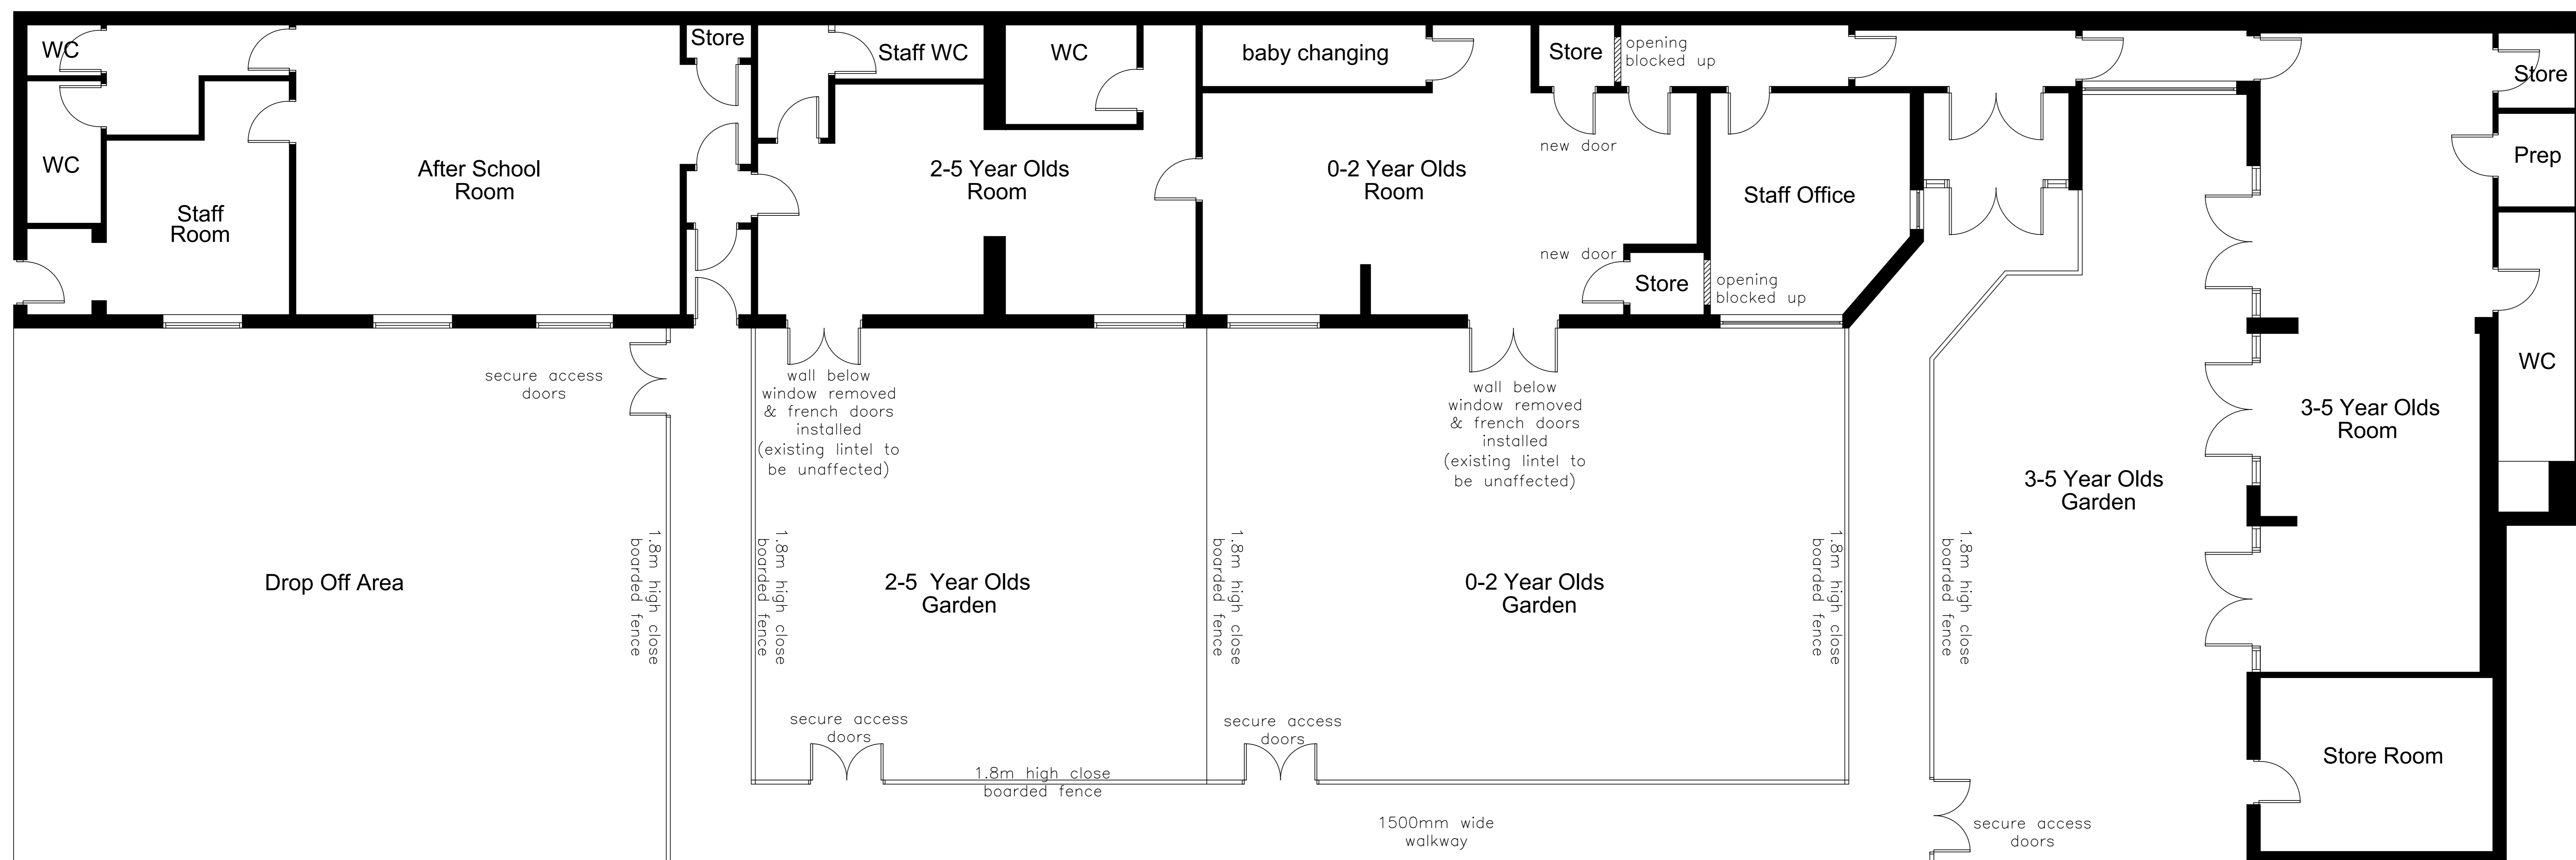 WC
Store
Staff WC
WC
baby changing
Store
opening
blocked up
Store
WC
After School
Room
2-5 Year Olds
Room
0-2 Year Olds
Room
new door
Staff Office
Prep
Staff
Room
new door
Store
opening
blocked up
secure access
doors
wall below
window removed
& french doors
installed
(existing lintel to
be unaffected)
wall below
window removed
& french doors
installed
(existing lintel to
be unaffected)
WC
3-5 Year Olds
Room
3-5 Year Olds
Garden
1.8m high close
boarded fence
1.8m high close
boarded fence
1.8m high close
boarded fence
1.8m high close
boarded fence
1.8m high close
boarded fence
Drop Off Area
2-5 Year Olds
Garden
0-2 Year Olds
Garden
secure access
doors
secure access
doors
1.8m high close
boarded fence
Store Room
1500mm wide
walkway
secure access
doors